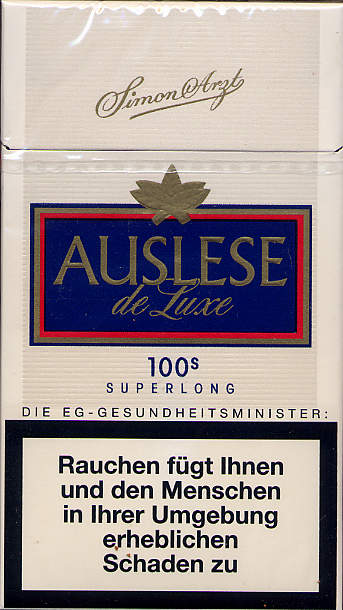 Simon Arzt
AUSLESE
de Luxe
100s
SUPERLONG
DIE EG-GESUNDHEITSMINISTER:
Rauchen fügt Ihnen
und den Menschen
in Ihrer Umgebung
erheblichen
Schaden zu